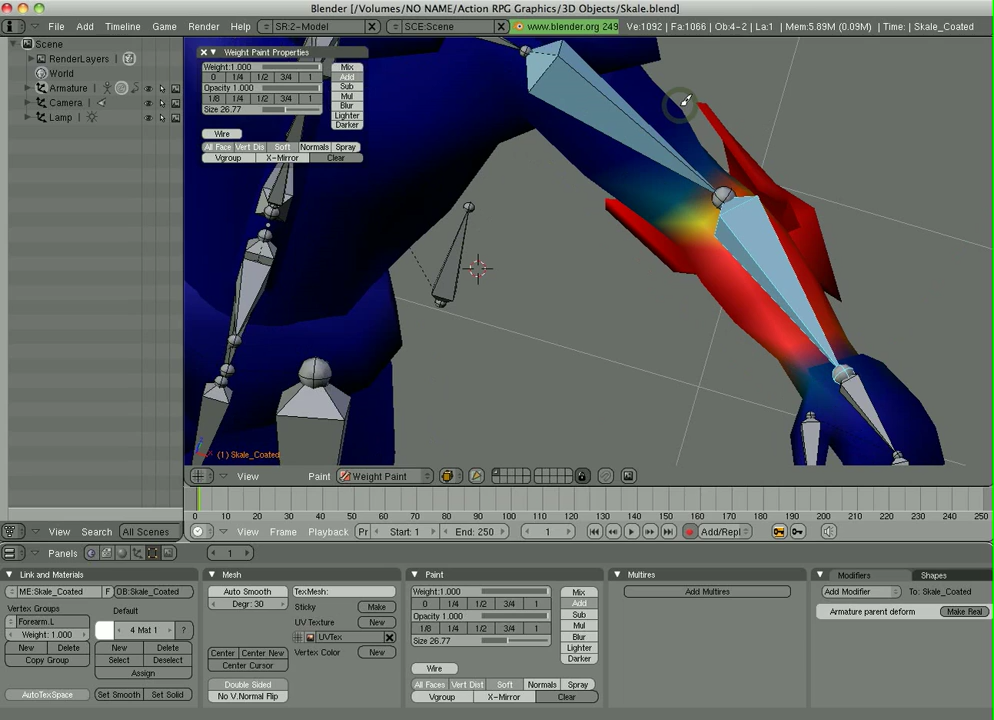 Blender [/Volumes/NO NAME/Action RPG Graphics/3D Objects/Skale.blend]
File Add Timeline Game Render Help SR:2-Model SCE:Scene www.blender.org 249 Ve:1092 | Fa:1066 | Ob:4-2 | La:1 | Mem:5.89M (0.09M) | Time: | Skale_Coated
Scene
RenderLayers
World
Armature
Camera
Lamp
Weight Paint Properties
Weight:1.000 Mix
0 1/4 1/2 3/4 1 Add
Opacity 1.000 Sub
1/8 1/4 1/2 3/4 1 Mul
Size 26.77 Blur
Lighter
Darker
Wire
All Face Vert Dis Soft Normals Spray
Vgroup X-Mirror Clear
(1) Skale_Coated
View Paint Weight Paint
0 10 20 30 40 50 60 70 80 90 100 110 120 130 140 150 160 170 180 190 200 210 220 230 240 250
View Search All Scenes
View Frame Playback Pr Start: 1 End: 250 1 Add/Repl
Panels 1
Link and Materials
ME:Skale_Coated F OB:Skale_Coated
Vertex Groups Default
Forearm.L
Weight: 1.000 4 Mat 1 ?
New Delete New Delete
Copy Group Select Deselect
Assign
AutoTexSpace Set Smooth Set Solid
Mesh
Auto Smooth TexMesh:
Degr: 30 Sticky Make
UV Texture New
UVTex
Center Center New Vertex Color New
Center Cursor
Double Sided
No V.Normal Flip
Paint
Weight:1.000 Mix
0 1/4 1/2 3/4 1 Add
Opacity 1.000 Sub
1/8 1/4 1/2 3/4 1 Mul
Size 26.77 Blur
Lighter
Darker
Wire
All Faces Vert Dist Soft Normals Spray
Vgroup X-Mirror Clear
Multires
Add Multires
Modifiers Shapes
Add Modifier To: Skale_Coated
Armature parent deform Make Real